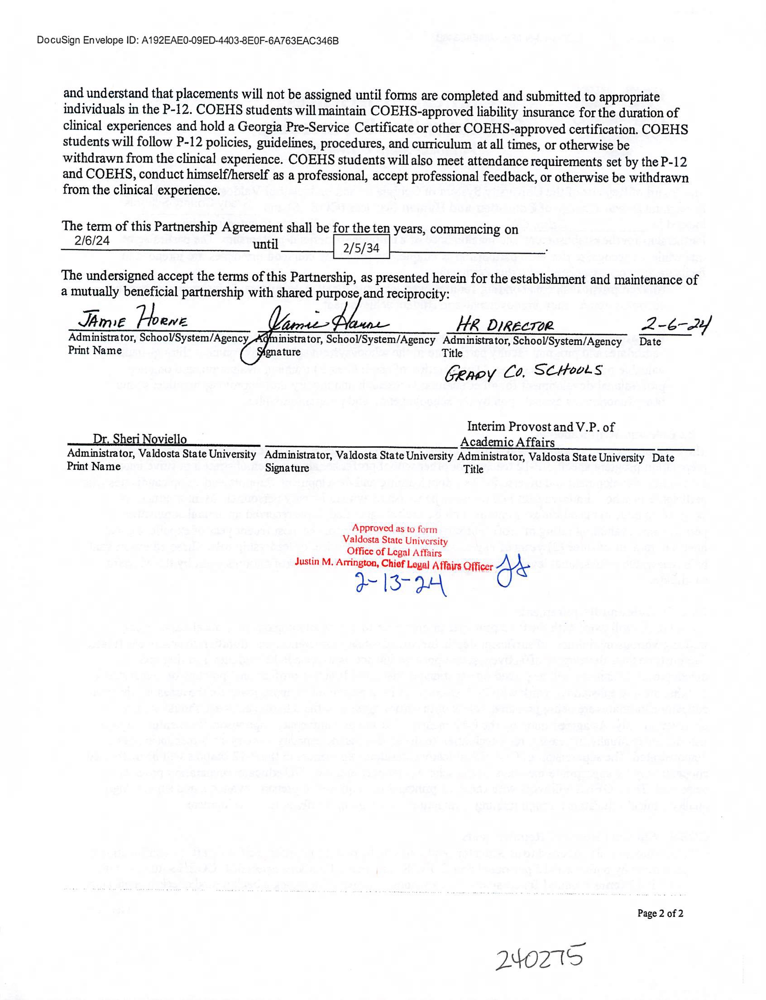 DocuSign Envelope ID: A192EAE0-09ED-4403-8E0F-6A763EAC346B
and understand that placements will not be assigned until forms are completed and submitted to appropriate
individuals in the P-12. COEHS students will maintain COEHS-approved liability insurance for the duration of
clinical experiences and hold a Georgia Pre-Service Certificate or other COEHS-approved certification. COEHS
students will follow P-12 policies, guidelines, procedures, and curriculum at all times, or otherwise be
withdrawn from the clinical experience. COEHS students will also meet attendance requirements set by the P-12
and COEHS, conduct himself/herself as a professional, accept professional feedback, or otherwise be withdrawn
from the clinical experience.
The term of this Partnership Agreement shall be for the ten years, commencing on
2/6/24 until 2/5/34.
The undersigned accept the terms of this Partnership, as presented herein for the establishment and maintenance of
a mutually beneficial partnership with shared purpose, and reciprocity:
JAMIE HORNE Jamie Horne HR DIRECTOR 2-6-24
Administrator, School/System/Agency Administrator, School/System/Agency Administrator, School/System/Agency Date
Print Name Signature Title
GRADY CO. SCHOOLS
Interim Provost and V.P. of
Dr. Sheri Noviello Academic Affairs
Administrator, Valdosta State University Administrator, Valdosta State University Administrator, Valdosta State University Date
Print Name Signature Title
Approved as to form
Valdosta State University
Office of Legal Affairs
Justin M. Arrington, Chief Legal Affairs Officer
2-13-24
Page 2 of 2
240275